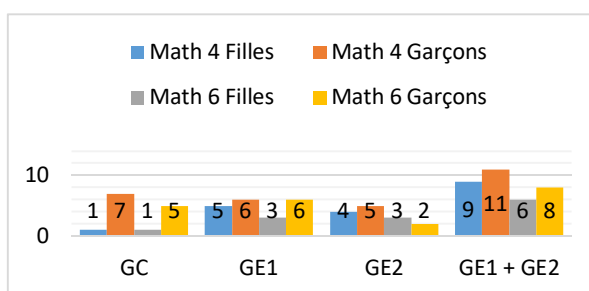 Math 4 Filles Math 4 Garçons
Math 6 Filles Math 6 Garçons
10
1 7 1 5 5 6 3 6 4 5 3 2 9 11 6 8
0
GC GE1 GE2 GE1 + GE2